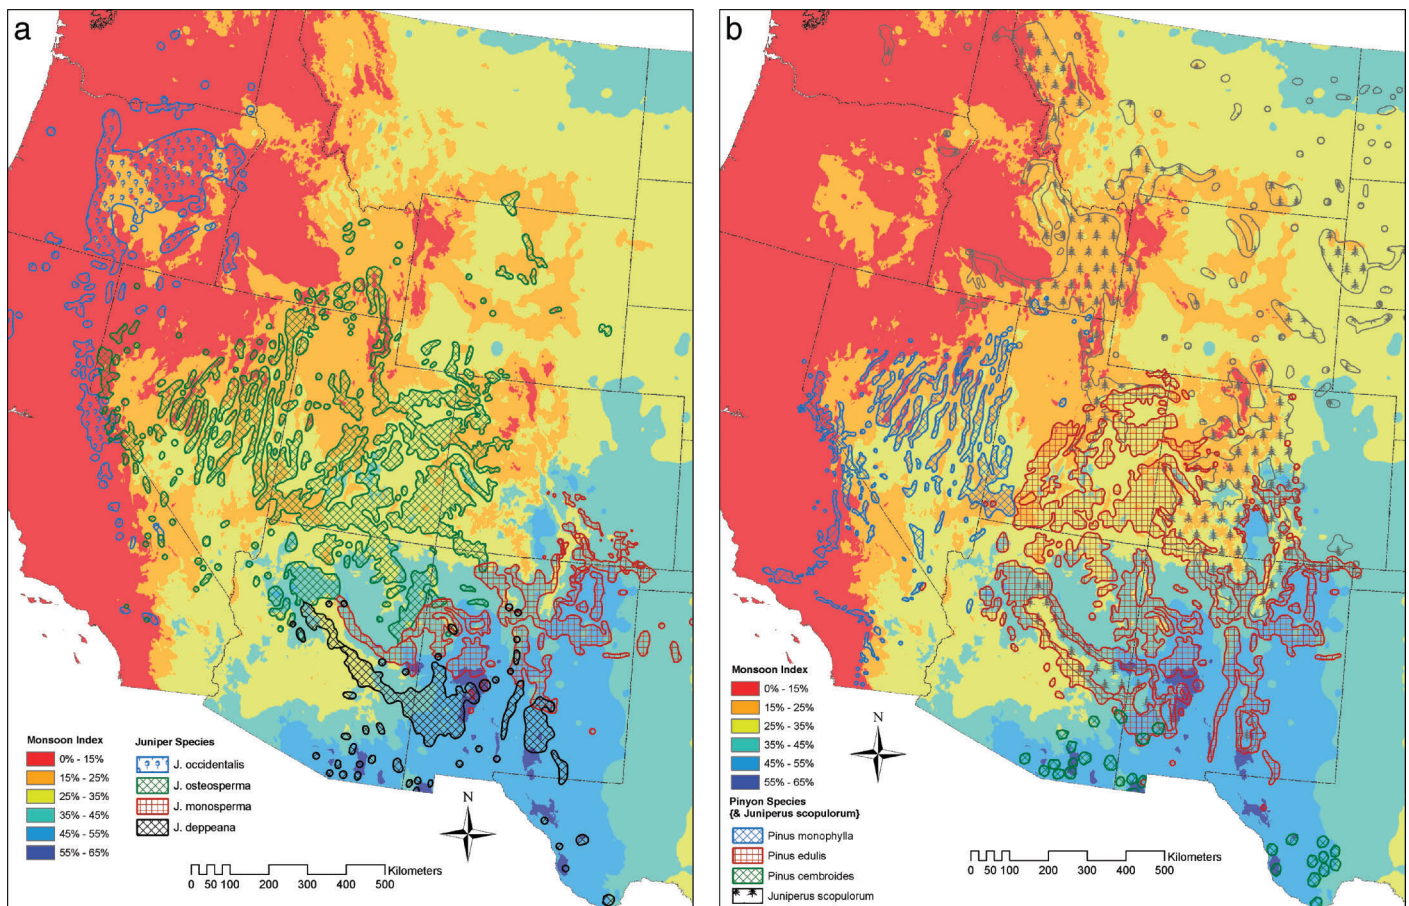 a
Monsoon Index
0% - 15%
15% - 25%
25% - 35%
35% - 45%
45% - 55%
55% - 65%
Juniper Species
J. occidentalis
J. osteosperma
J. monosperma
J. deppeana
N
Kilometers
0 50 100 200 300 400 500
b
Monsoon Index
0% - 15%
15% - 25%
25% - 35%
35% - 45%
45% - 55%
55% - 65%
Pinyon Species
{& Juniperus scopulorum}
Pinus monophylla
Pinus edulis
Pinus cembroides
Juniperus scopulorum
N
Kilometers
0 50 100 200 300 400 500